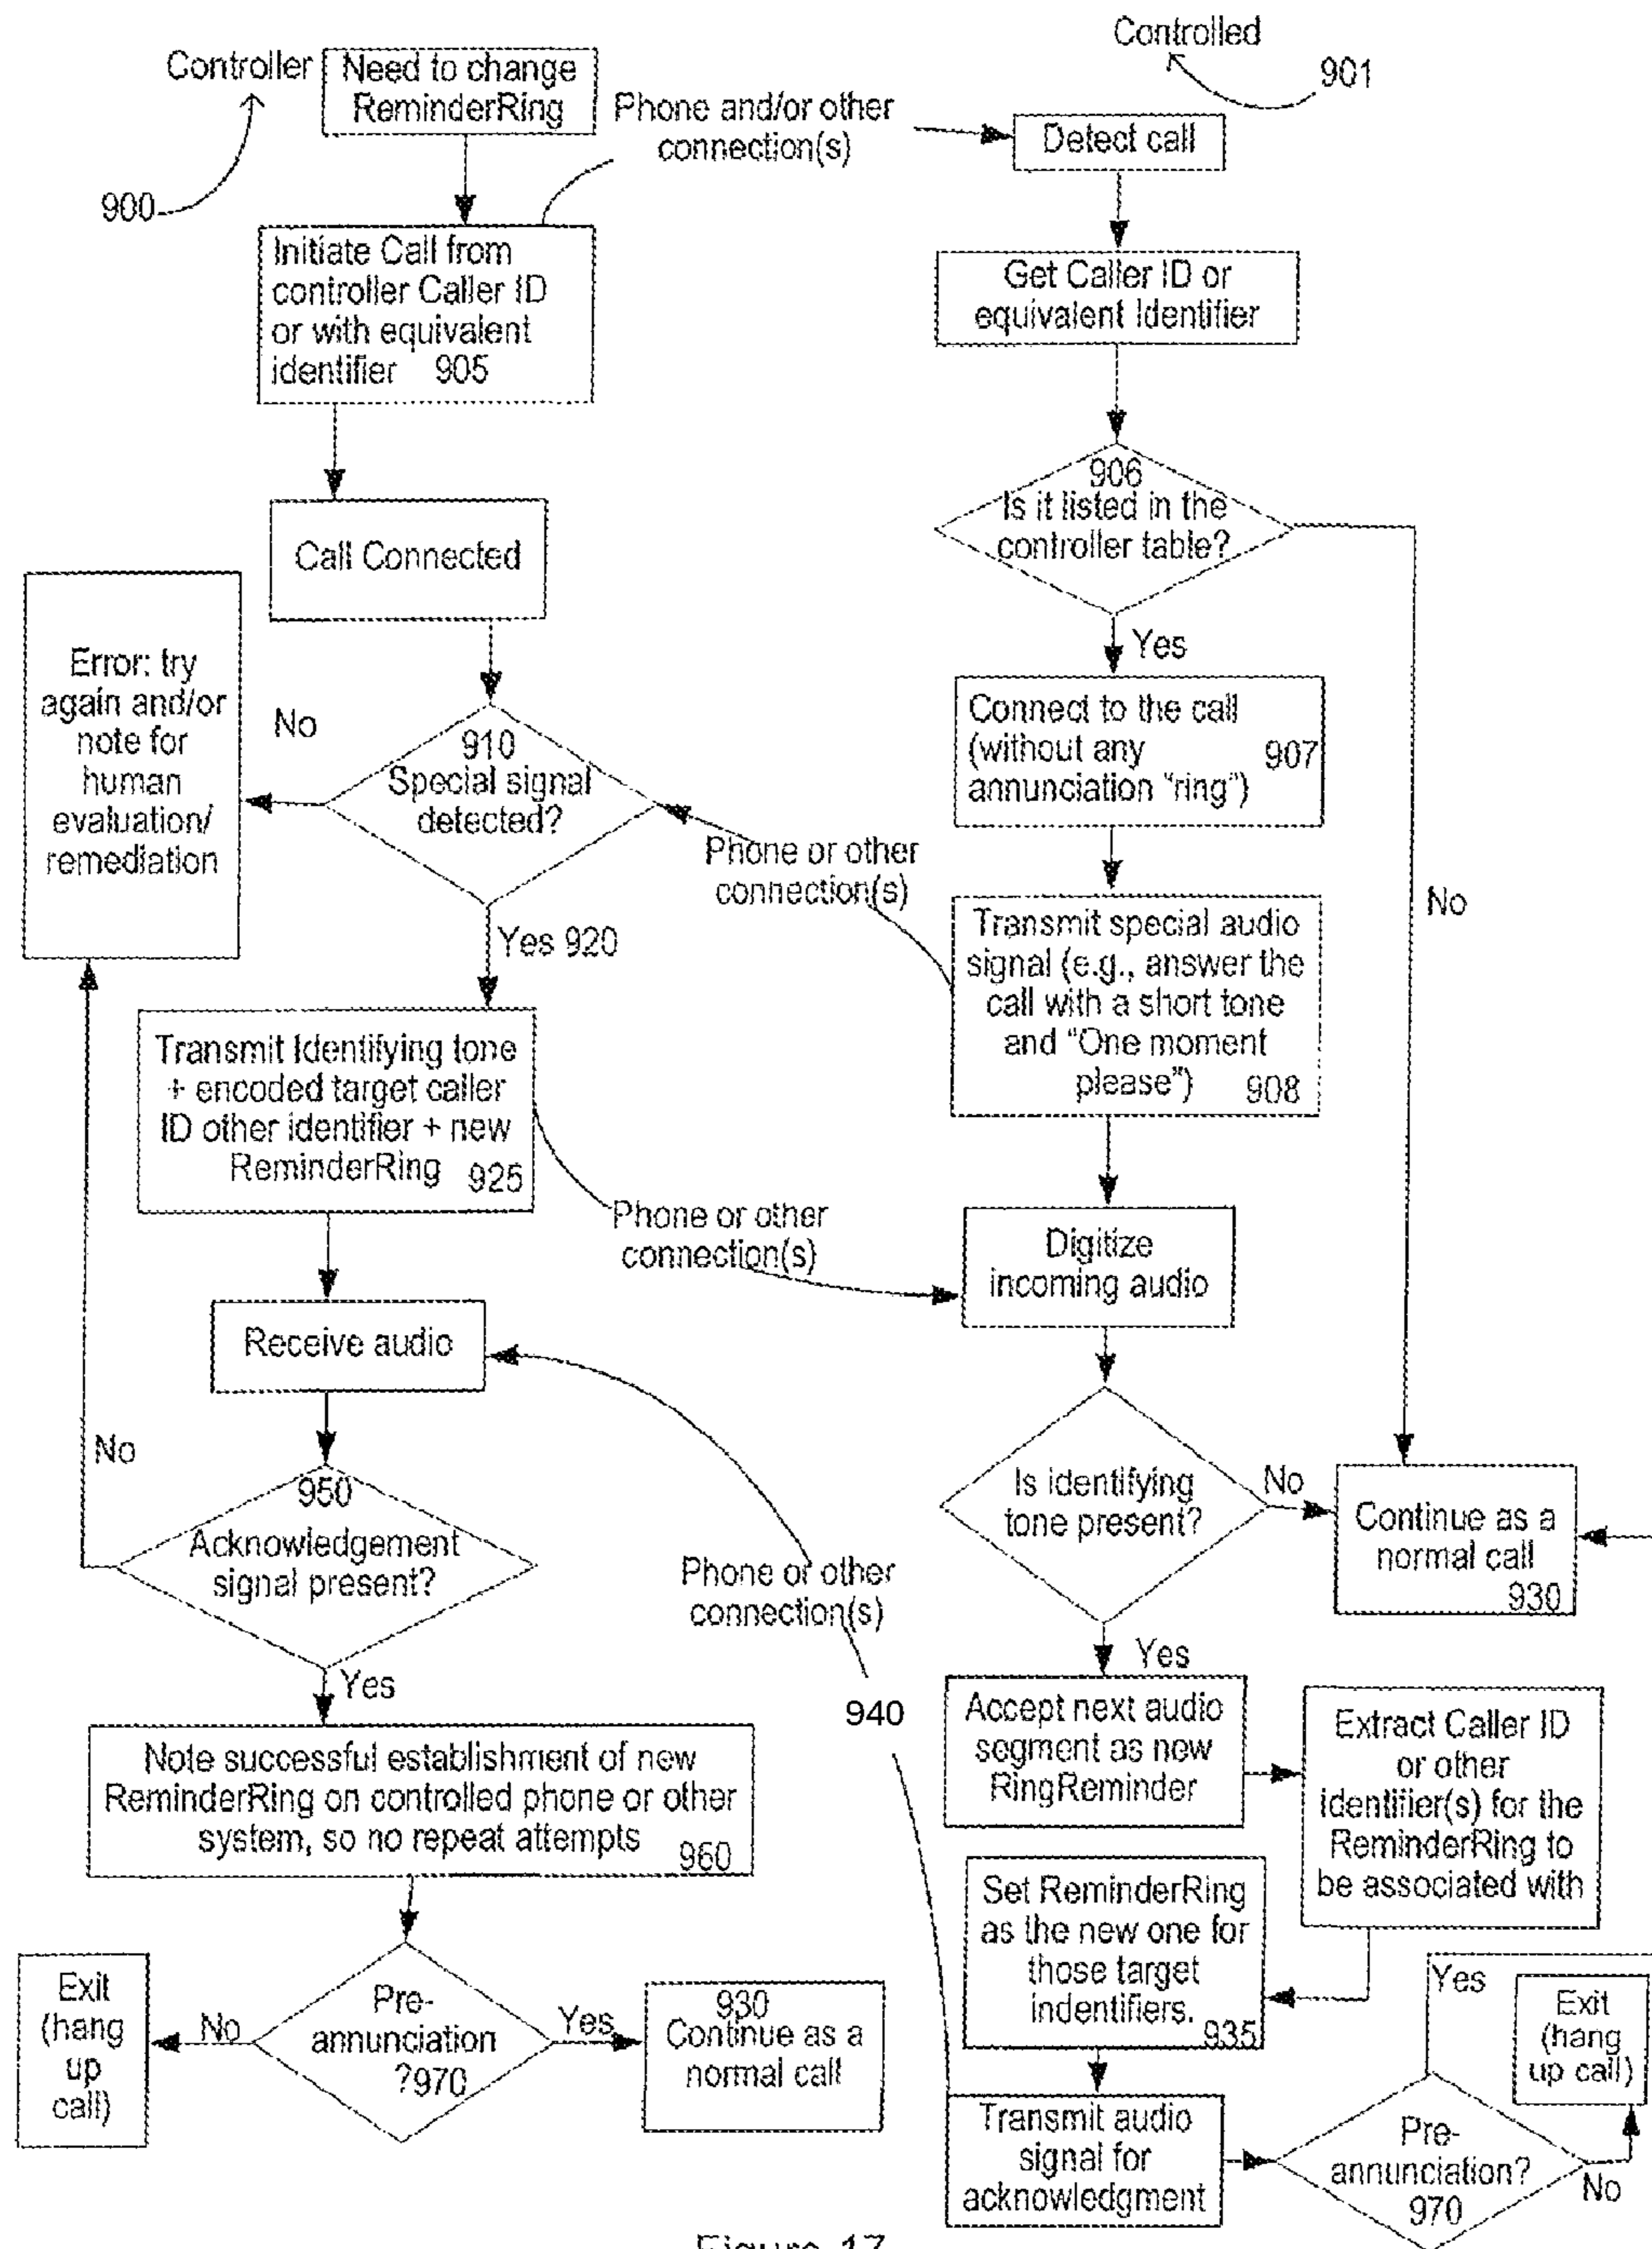 Controller
Need to change
ReminderRing
900
Phone and/or other
connection(s)
Controlled
901
Detect call
Initiate Call from
controller Caller ID
or with equivalent
identifier 905
Get Caller ID or
equivalent Identifier
906
Is it listed in the
controller table?
Call Connected
Yes
No
Error: try
again and/or
note for
human
evaluation/
remediation
No
910
Special signal
detected?
Connect to the call
(without any 907
annunciation "ring")
Phone or other
connection(s)
Transmit special audio
signal (e.g., answer the
call with a short tone
and "One moment
please") 908
Yes 920
Transmit Identifying tone
+ encoded target caller
ID other identifier + new
ReminderRing 925
Phone or other
connection(s)
Digitize
incoming audio
Receive audio
No
950
Acknowledgement
signal present?
Is identifying
tone present?
No
Continue as a
normal call
930
Phone or other
connection(s)
Yes
Yes
940
Accept next audio
segment as new
RingReminder
Extract Caller ID
or other
identifier(s) for the
ReminderRing to
be associated with
Note successful establishment of new
ReminderRing on controlled phone or other
system, so no repeat attempts 960
Set ReminderRing
as the new one for
those target
indentifiers. 935
Exit
(hang
up
call)
No
Pre-
annunciation
?970
Yes
930
Continue as a
normal call
Transmit audio
signal for
acknowledgment
Pre-
annunciation?
970
Yes
No
Exit
(hang
up call)
Figure 17